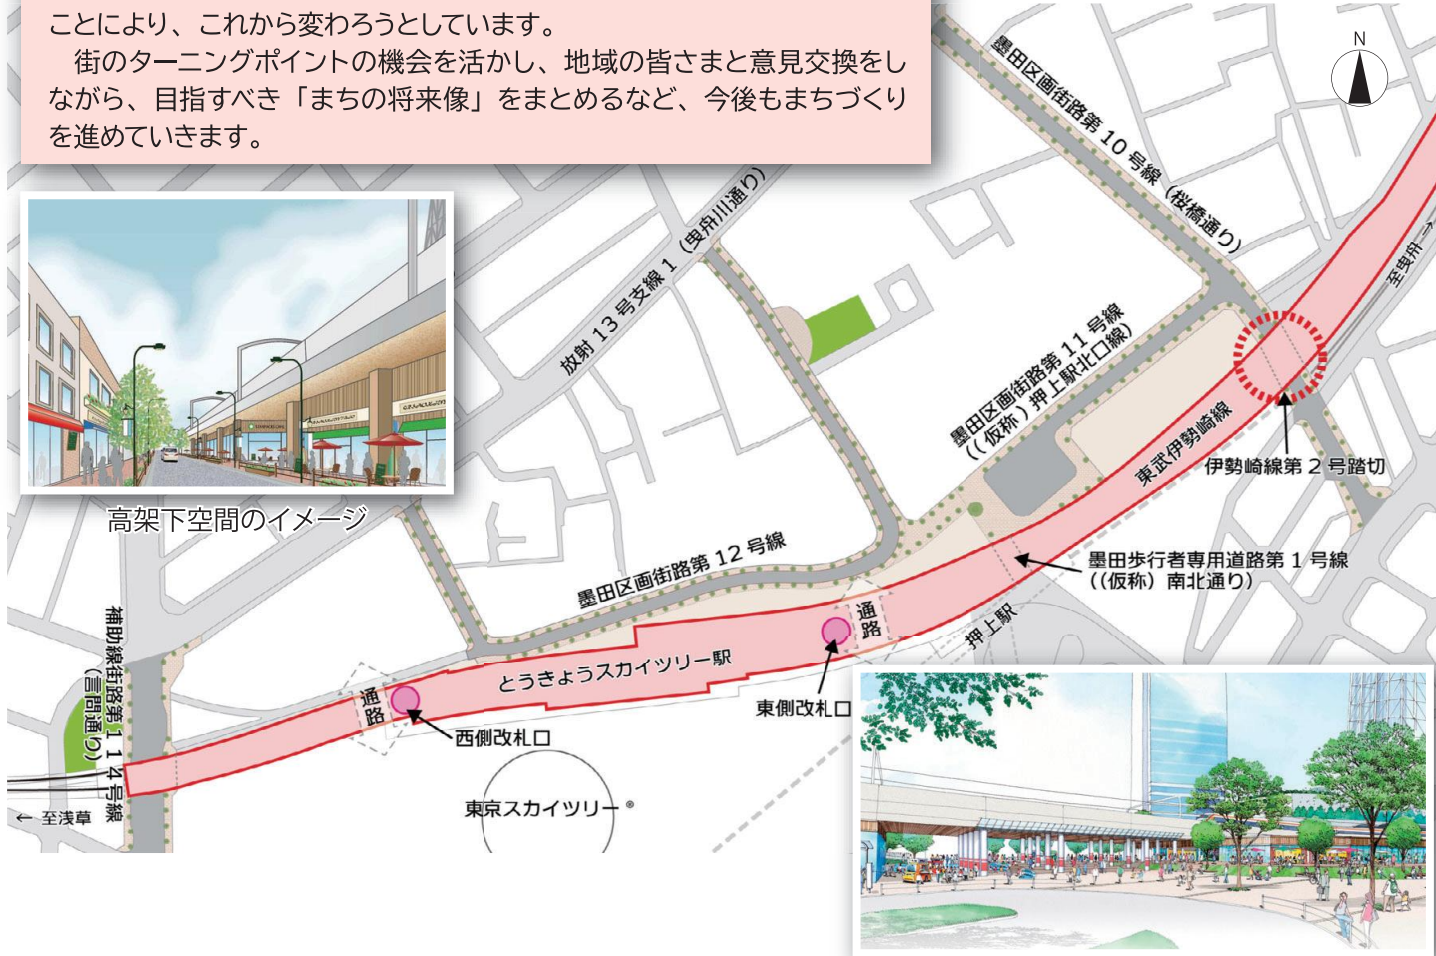 ことにより、これから変わろうとしています。
　街のターニングポイントの機会を活かし、地域の皆さまと意見交換をし
ながら、目指すべき「まちの将来像」をまとめるなど、今後もまちづくり
を進めていきます。
N
墨田区画街路第 10 号線（桜橋通り）
至曳舟 →
放射 13 号支線 1（曳舟川通り）
墨田区画街路第 11 号線
（(仮称）押上駅北口線）
東武伊勢崎線
伊勢崎線第 2 号踏切
高架下空間のイメージ
墨田区画街路第 12 号線
墨田歩行者専用道路第 1 号線
（(仮称）南北通り）
押上駅
通路
とうきょうスカイツリー駅
東側改札口
通路
西側改札口
補助線街路第 1 1 4 号線
（言問通り）
← 至浅草
東京スカイツリー ®